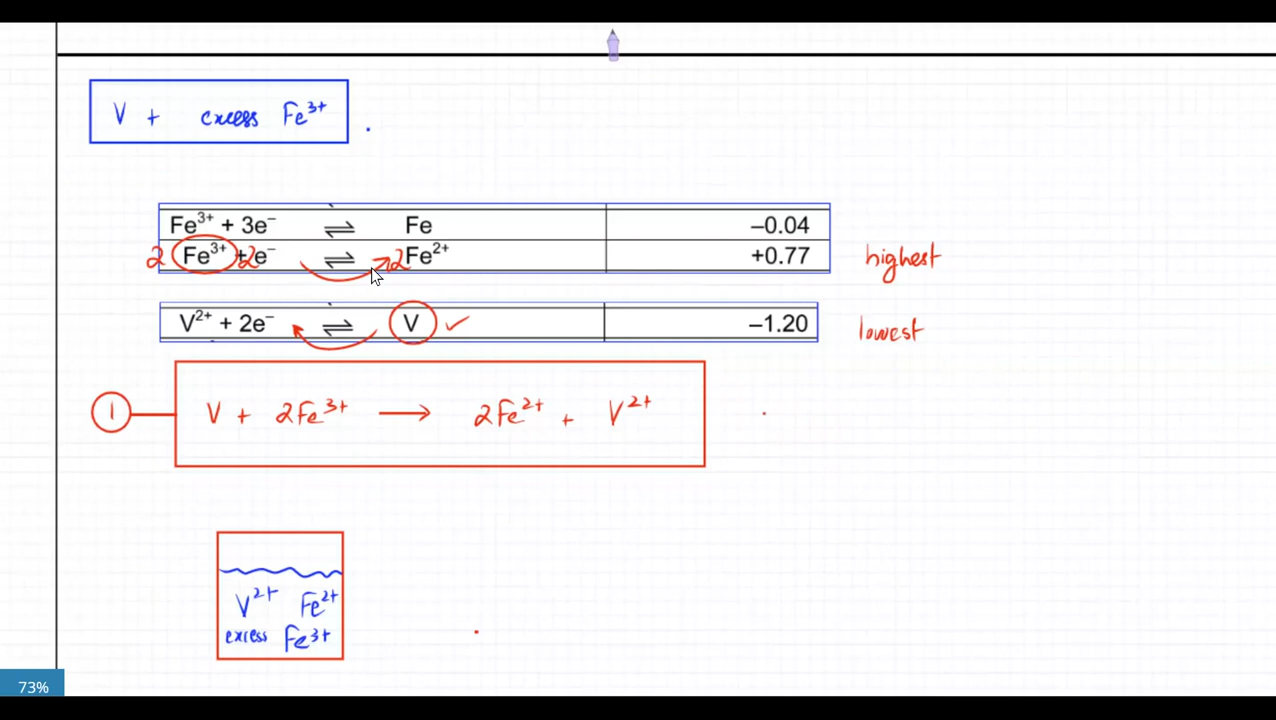 V + excess Fe³⁺.
Fe³⁺ + 3e⁻ ⇌ Fe –0.04
2 Fe³⁺ + 2e⁻ ⇌ 2Fe²⁺ +0.77 highest
V²⁺ + 2e⁻ ⇌ V ✓ –1.20 lowest
① V + 2Fe³⁺ → 2Fe²⁺ + V²⁺
V²⁺ Fe²⁺
excess Fe³⁺
73%